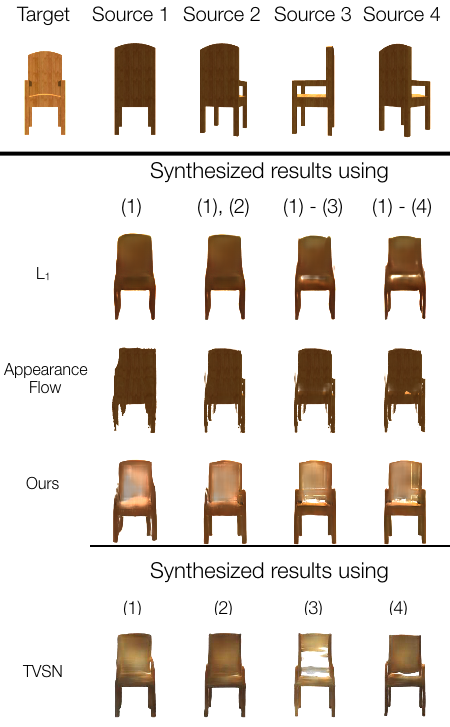 Target Source 1 Source 2 Source 3 Source 4
Synthesized results using
(1) (1), (2) (1) - (3) (1) - (4)
L₁
Appearance
Flow
Ours
Synthesized results using
(1) (2) (3) (4)
TVSN